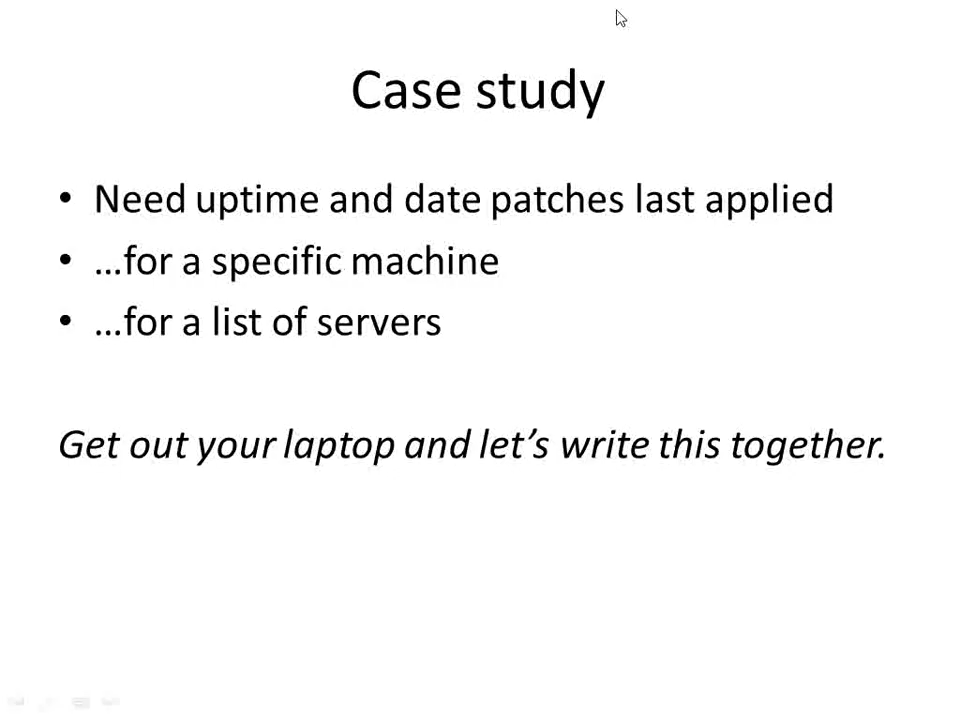 Case study
• Need uptime and date patches last applied
• …for a specific machine
• …for a list of servers
Get out your laptop and let’s write this together.